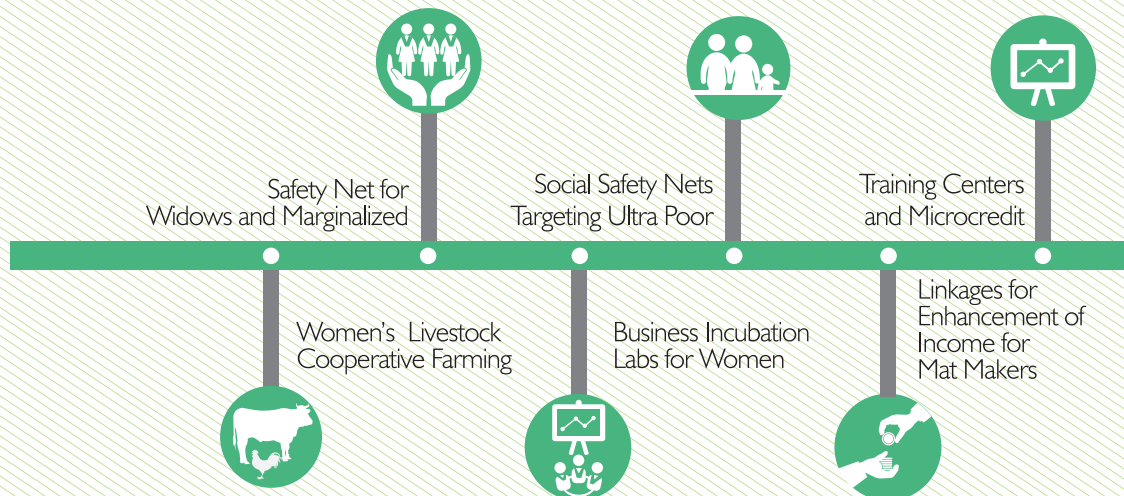 Safety Net for
Widows and Marginalized
Social Safety Nets
Targeting Ultra Poor
Training Centers
and Microcredit
Women's Livestock
Cooperative Farming
Business Incubation
Labs for Women
Linkages for
Enhancement of
Income for
Mat Makers